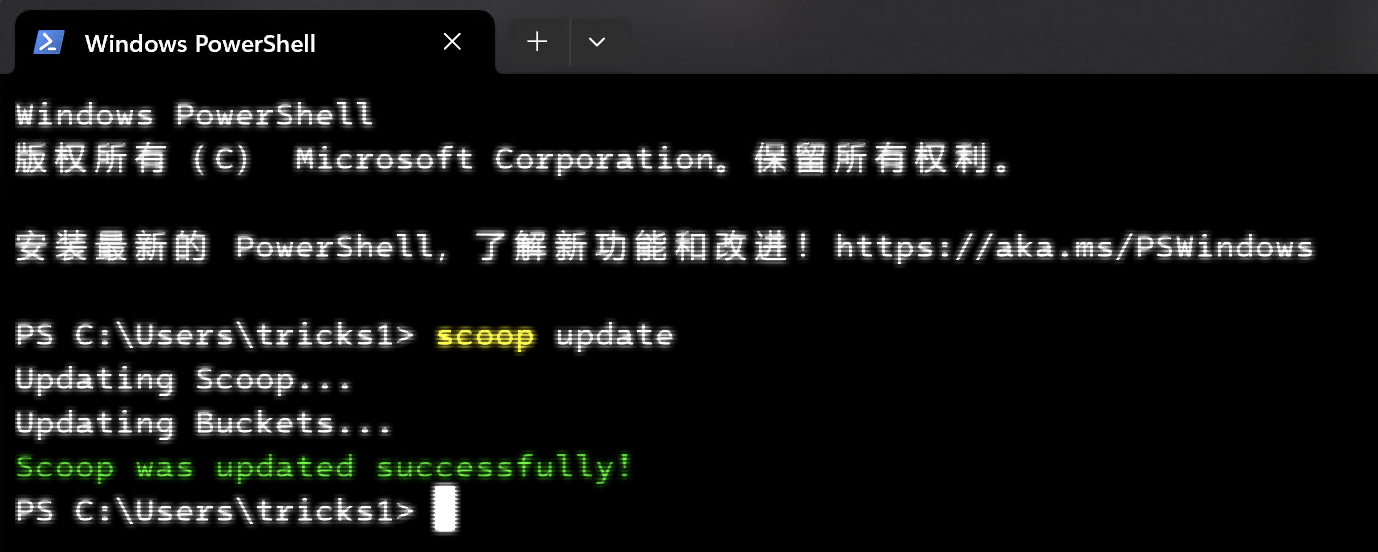 Windows PowerShell
Windows PowerShell
版权所有 (C)  Microsoft Corporation。保留所有权利。
安装最新的 PowerShell，了解新功能和改进！https://aka.ms/PSWindows
PS C:\Users\tricks1> scoop update
Updating Scoop...
Updating Buckets...
Scoop was updated successfully!
PS C:\Users\tricks1>